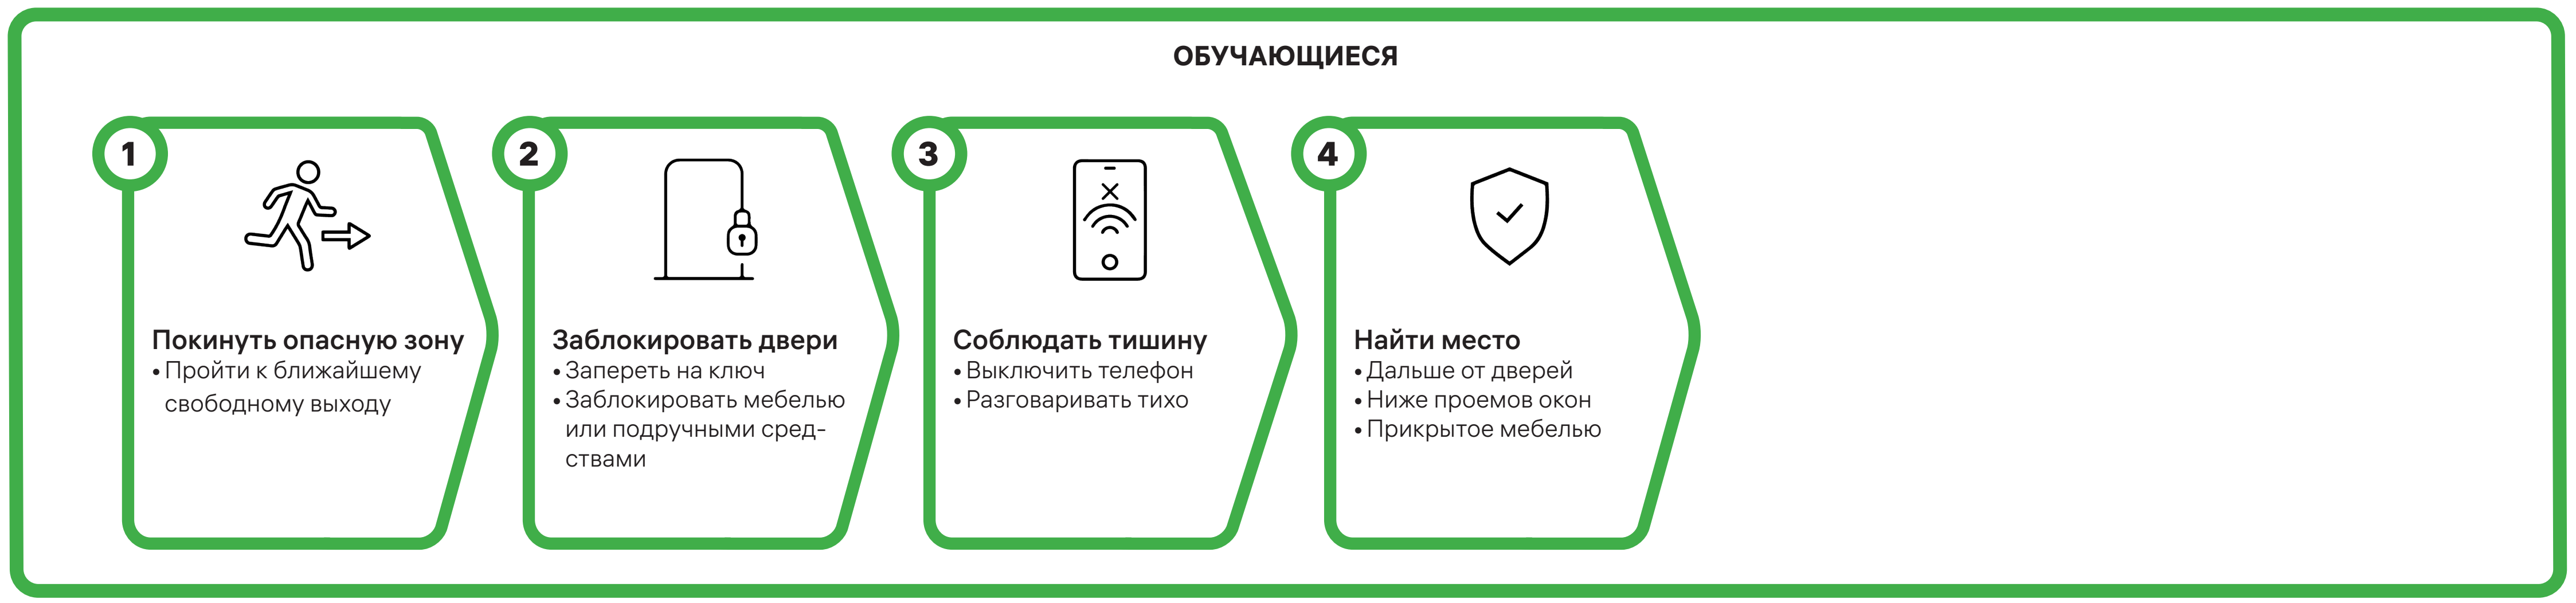 ОБУЧАЮЩИЕСЯ
1
Покинуть опасную зону
• Пройти к ближайшему
свободному выходу
2
Заблокировать двери
• Запереть на ключ
• Заблокировать мебелью
или подручными сред-
ствами
3
Соблюдать тишину
• Выключить телефон
• Разговаривать тихо
4
Найти место
• Дальше от дверей
• Ниже проемов окон
• Прикрытое мебелью